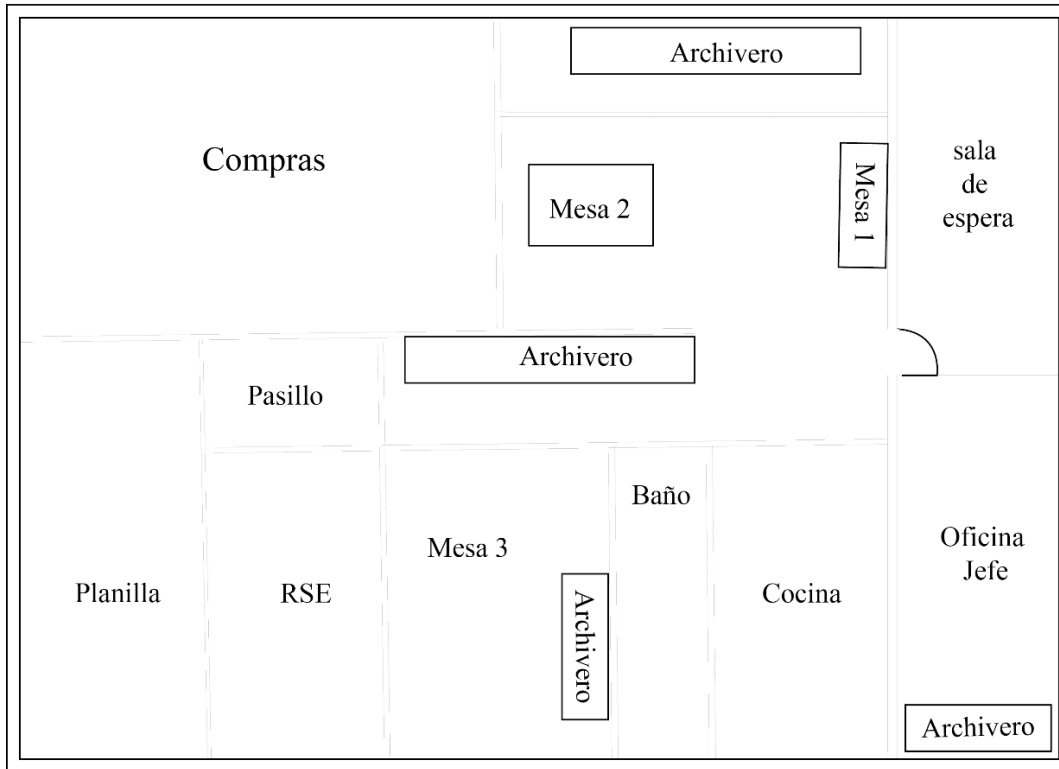 Archivero
Compras
sala
de
espera
Mesa 1
Mesa 2
Archivero
Pasillo
Baño
Oficina
Jefe
Mesa 3
Planilla
RSE
Cocina
Archivero
Archivero